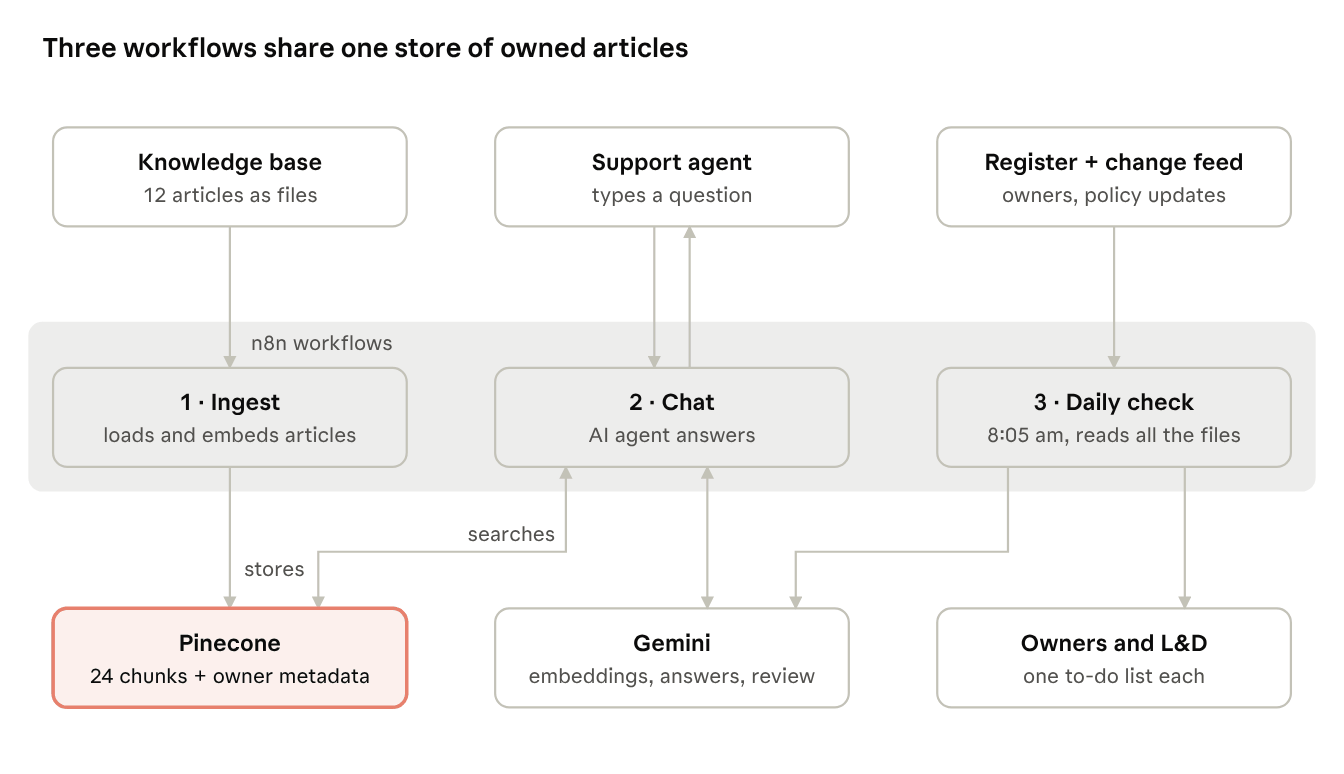 Three workflows share one store of owned articles
Knowledge base
12 articles as files
Support agent
types a question
Register + change feed
owners, policy updates
n8n workflows
1 · Ingest
loads and embeds articles
2 · Chat
AI agent answers
3 · Daily check
8:05 am, reads all the files
searches
stores
Pinecone
24 chunks + owner metadata
Gemini
embeddings, answers, review
Owners and L&D
one to-do list each